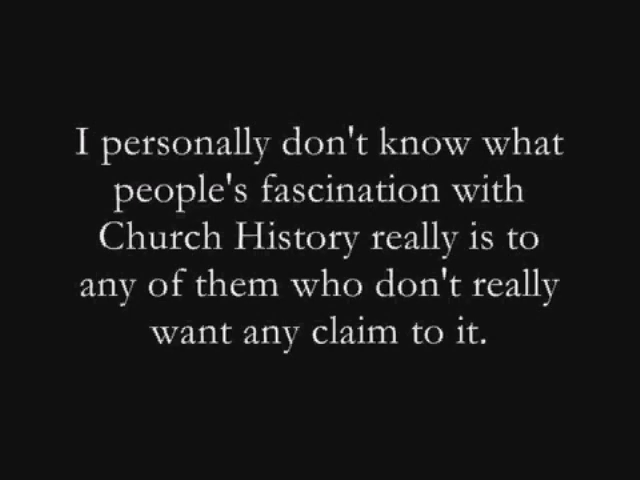 I personally don't know what
people's fascination with
Church History really is to
any of them who don't really
want any claim to it.